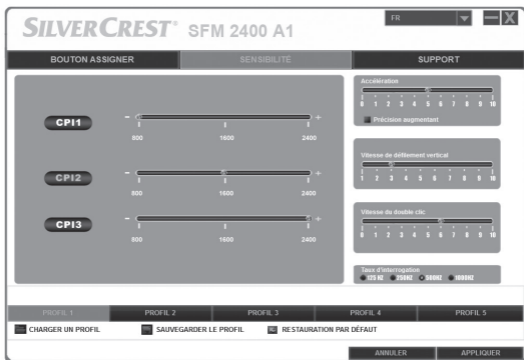 SILVERCREST® SFM 2400 A1
FR
X
BOUTON ASSIGNER SENSIBILITÉ SUPPORT
CPI1
- +
800 1600 2400
CPI2
- +
800 1600 2400
CPI3
- +
800 1600 2400
Accélération
0 1 2 3 4 5 6 7 8 9 10
Précision augmentant
Vitesse de défilement vertical
1 2 3 4 5 6 7 8 9 10
Vitesse du double clic
0 1 2 3 4 5 6 7 8 9 10
Taux d'interrogation
125 HZ 250HZ 500HZ 1000HZ
PROFIL 1 PROFIL 2 PROFIL 3 PROFIL 4 PROFIL 5
CHARGER UN PROFIL SAUVEGARDER LE PROFIL RESTAURATION PAR DÉFAUT
ANNULER APPLIQUER